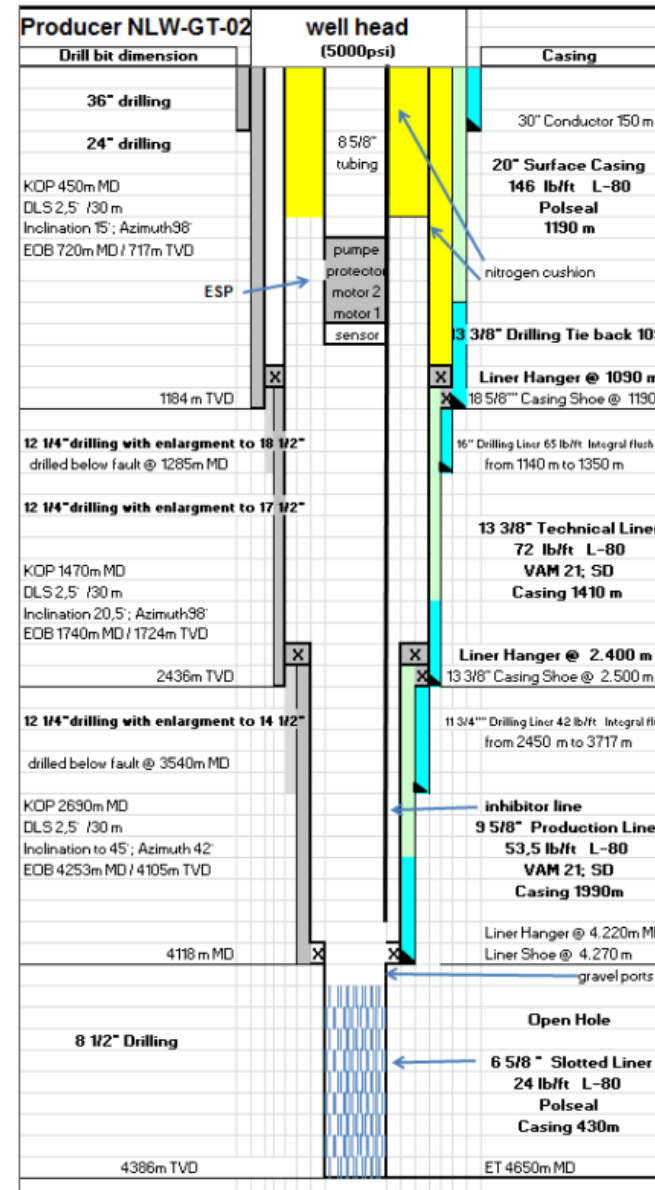 Producer NLW-GT-02
well head
(5000psi)
Drill bit dimension
Casing
36" drilling
30" Conductor 150 m
24" drilling
8 5/8"
tubing
20" Surface Casing
146 lb/ft L-80
Polseal
1190 m
KOP 450m MD
DLS 2,5° /30 m
Inclination 15°; Azimuth98°
EOB 720m MD / 717m TVD
nitrogen cushion
ESP
pumpe
protector
motor 2
motor 1
sensor
13 3/8" Drilling Tie back 10
X
X
Liner Hanger @ 1090 m
1184 m TVD
X
18 5/8"" Casing Shoe @ 1190
12 1/4"drilling with enlargment to 18 1/2"
drilled below fault @ 1285m MD
16" Drilling Liner 65 lb/ft Integral flush
from 1140 m to 1350 m
12 1/4"drilling with enlargment to 17 1/2"
13 3/8" Technical Liner
72 lb/ft L-80
VAM 21; SD
Casing 1410 m
KOP 1470m MD
DLS 2,5° /30 m
Inclination 20,5°; Azimuth98°
EOB 1740m MD / 1724m TVD
X
X
Liner Hanger @ 2.400 m
2436m TVD
X
13 3/8" Casing Shoe @ 2.500 m
12 1/4"drilling with enlargment to 14 1/2"
11 3/4"" Drilling Liner 42 lb/ft Integral fl
from 2450 m to 3717 m
drilled below fault @ 3540m MD
KOP 2690m MD
DLS 2,5° /30 m
Inclination to 45°; Azimuth 42°
EOB 4253m MD / 4105m TVD
inhibitor line
9 5/8" Production Line
53,5 lb/ft L-80
VAM 21; SD
Casing 1990m
Liner Hanger @ 4.220m M
4118 m MD
X
X
Liner Shoe @ 4.270 m
gravel ports
Open Hole
8 1/2" Drilling
6 5/8 " Slotted Liner
24 lb/ft L-80
Polseal
Casing 430m
4386m TVD
ET 4650m MD